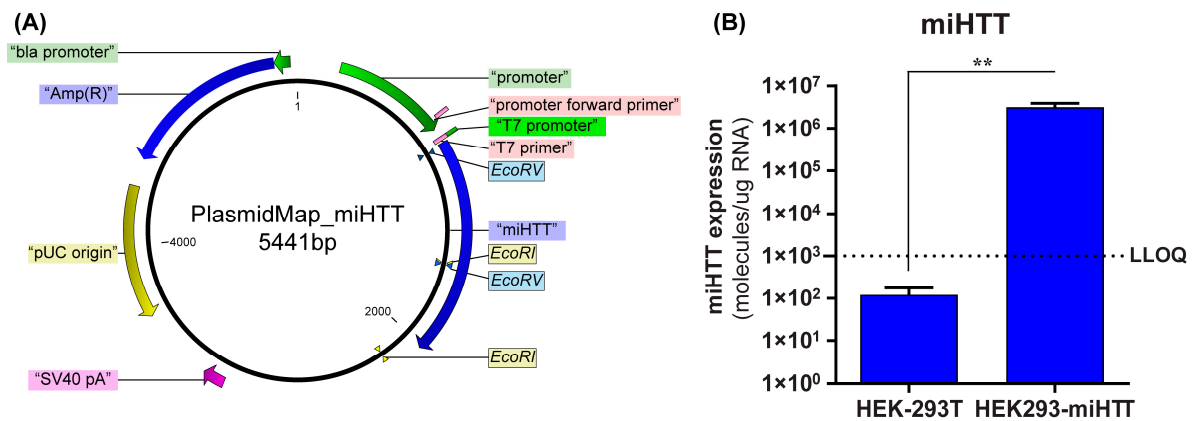 (A)
"bla promoter"
"Amp(R)"
"pUC origin"
"SV40 pA"
1
4000
2000
PlasmidMap_miHTT
5441bp
"promoter"
"promoter forward primer"
"T7 promoter"
"T7 primer"
EcoRV
"miHTT"
EcoRI
EcoRV
EcoRI
(B)
miHTT
**
miHTT expression
(molecules/ug RNA)
1×10⁷
1×10⁶
1×10⁵
1×10⁴
1×10³
1×10²
1×10¹
1×10⁰
LLOQ
HEK-293T
HEK293-miHTT